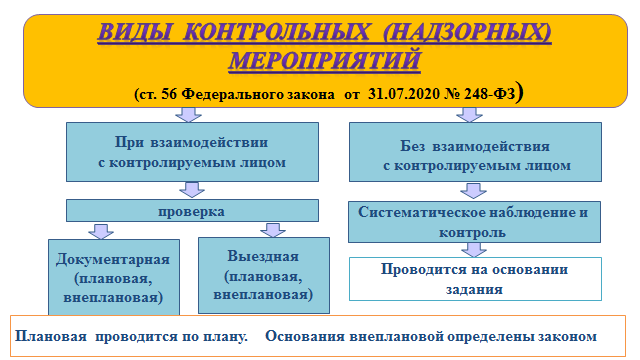 ВИДЫ КОНТРОЛЬНЫХ (НАДЗОРНЫХ)
МЕРОПРИЯТИЙ
(ст. 56 Федерального закона от 31.07.2020 № 248-ФЗ)
При взаимодействии
с контролируемым лицом
Без взаимодействия
с контролируемым лицом
проверка
Систематическое наблюдение и
контроль
Документарная
(плановая,
внеплановая)
Выездная
(плановая,
внеплановая)
Проводится на основании
задания
Плановая проводится по плану. Основания внеплановой определены законом